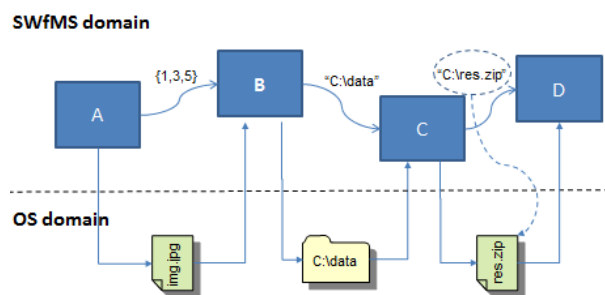 SWfMS domain
{1,3,5}
A
B
“C:\data”
C
“C:\res.zip”
D
OS domain
img.jpg
C:\data
res.zip